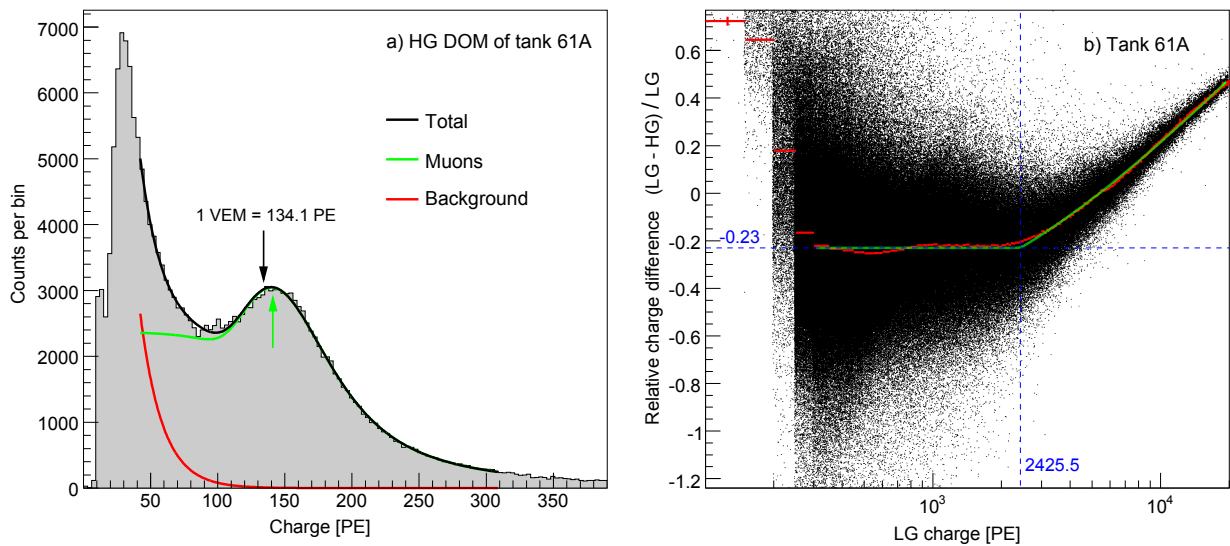 a) HG DOM of tank 61A
Total
Muons
Background
1 VEM = 134.1 PE
Counts per bin
7000
6000
5000
4000
3000
2000
1000
0
50
100
150
200
250
300
350
Charge [PE]
b) Tank 61A
Relative charge difference (LG - HG) / LG
0.6
0.4
0.2
0
-0.2
-0.23
-0.4
-0.6
-0.8
-1
-1.2
2425.5
10³
10⁴
LG charge [PE]